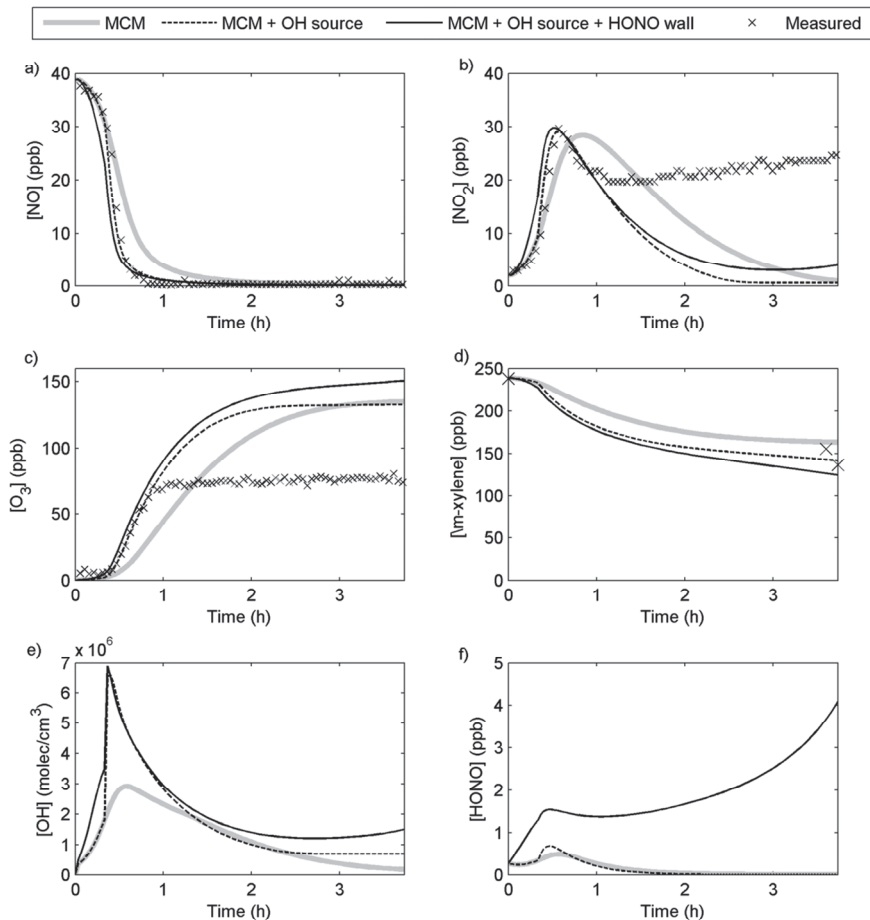 MCM MCM + OH source MCM + OH source + HONO wall Measured
a) b)
40
30
20
10
0
[NO] (ppb)
0 1 2 3
Time (h)
40
30
20
10
0
[NO2] (ppb)
0 1 2 3
Time (h)
c) d)
150
100
50
0
[O3] (ppb)
0 1 2 3
Time (h)
250
200
150
100
50
0
[\m-xylene] (ppb)
0 1 2 3
Time (h)
e) x 10^6 f)
7
6
5
4
3
2
1
0
[OH] (molec/cm^3)
0 1 2 3
Time (h)
5
4
3
2
1
0
[HONO] (ppb)
0 1 2 3
Time (h)